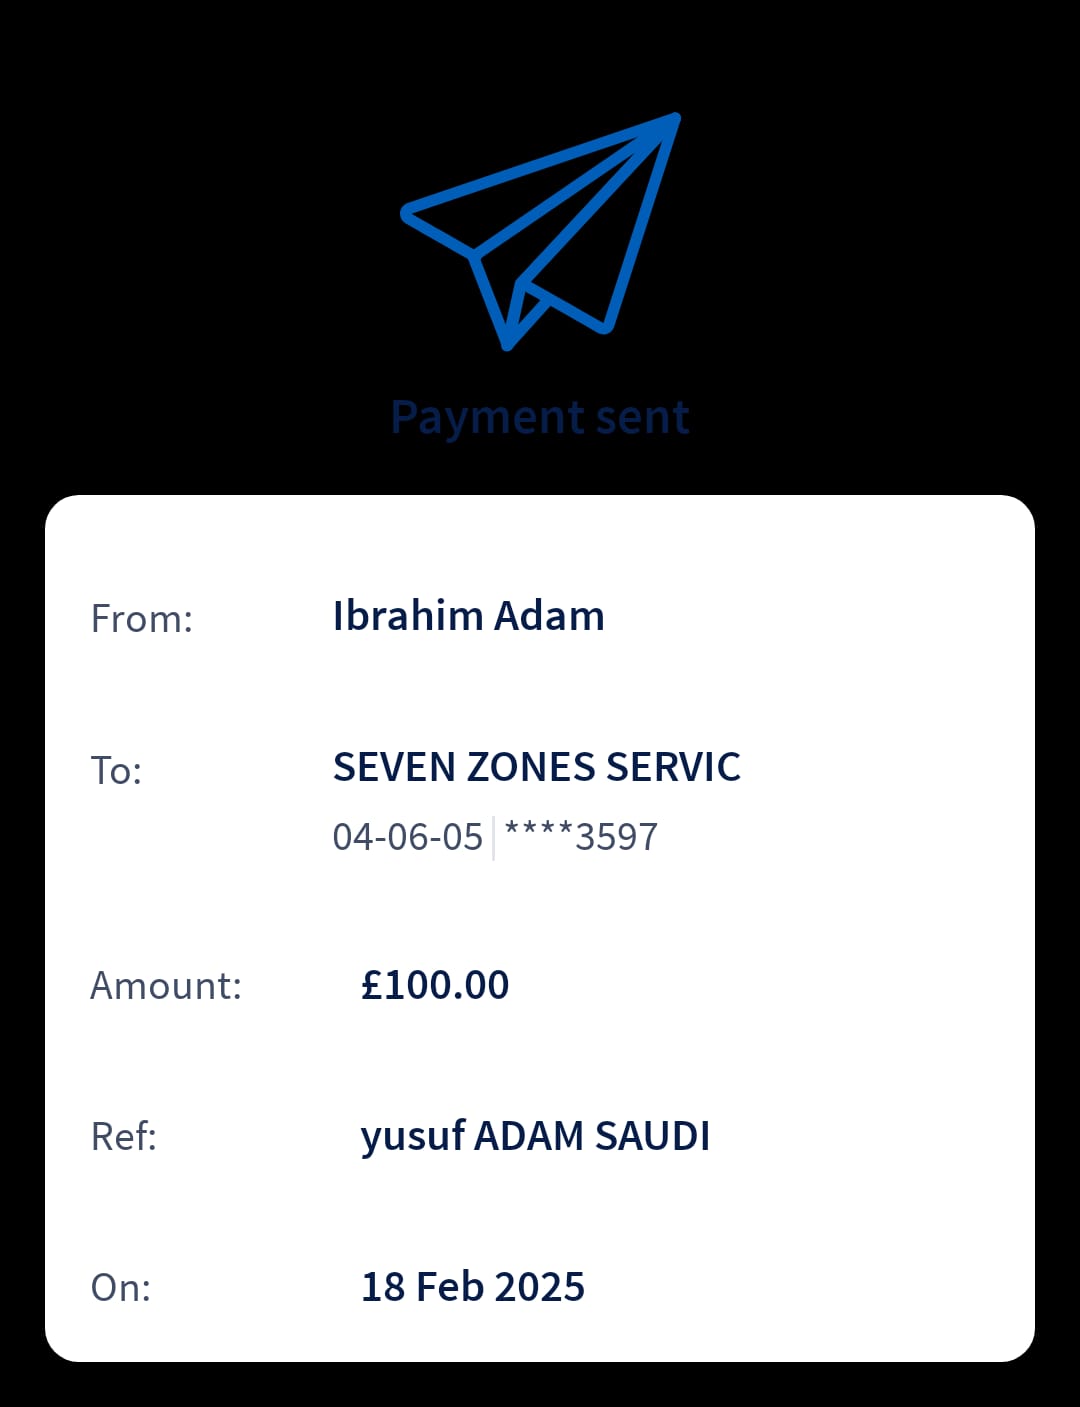 Payment sent
From: Ibrahim Adam
To: SEVEN ZONES SERVIC
04-06-05 ****3597
Amount: £100.00
Ref: yusuf ADAM SAUDI
On: 18 Feb 2025